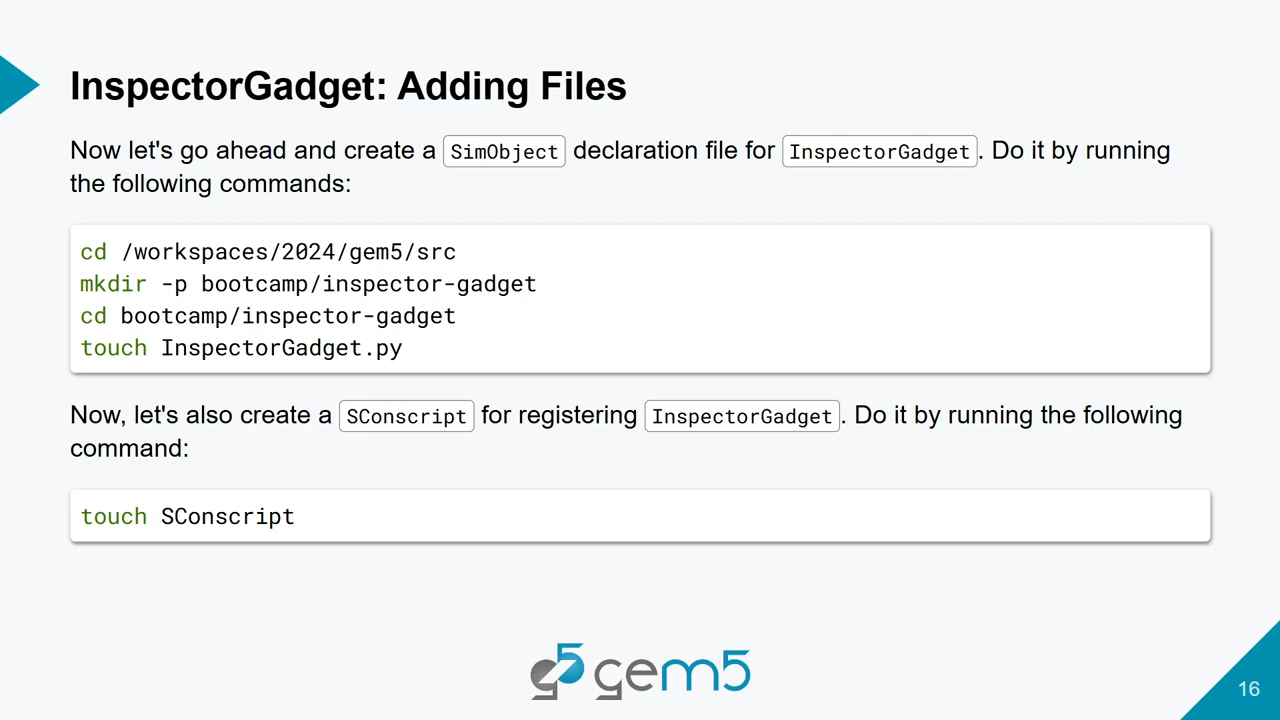 InspectorGadget: Adding Files
Now let's go ahead and create a SimObject declaration file for InspectorGadget. Do it by running
the following commands:
cd /workspaces/2024/gem5/src
mkdir -p bootcamp/inspector-gadget
cd bootcamp/inspector-gadget
touch InspectorGadget.py
Now, let's also create a SConscript for registering InspectorGadget. Do it by running the following
command:
touch SConscript
g5 gem5
16